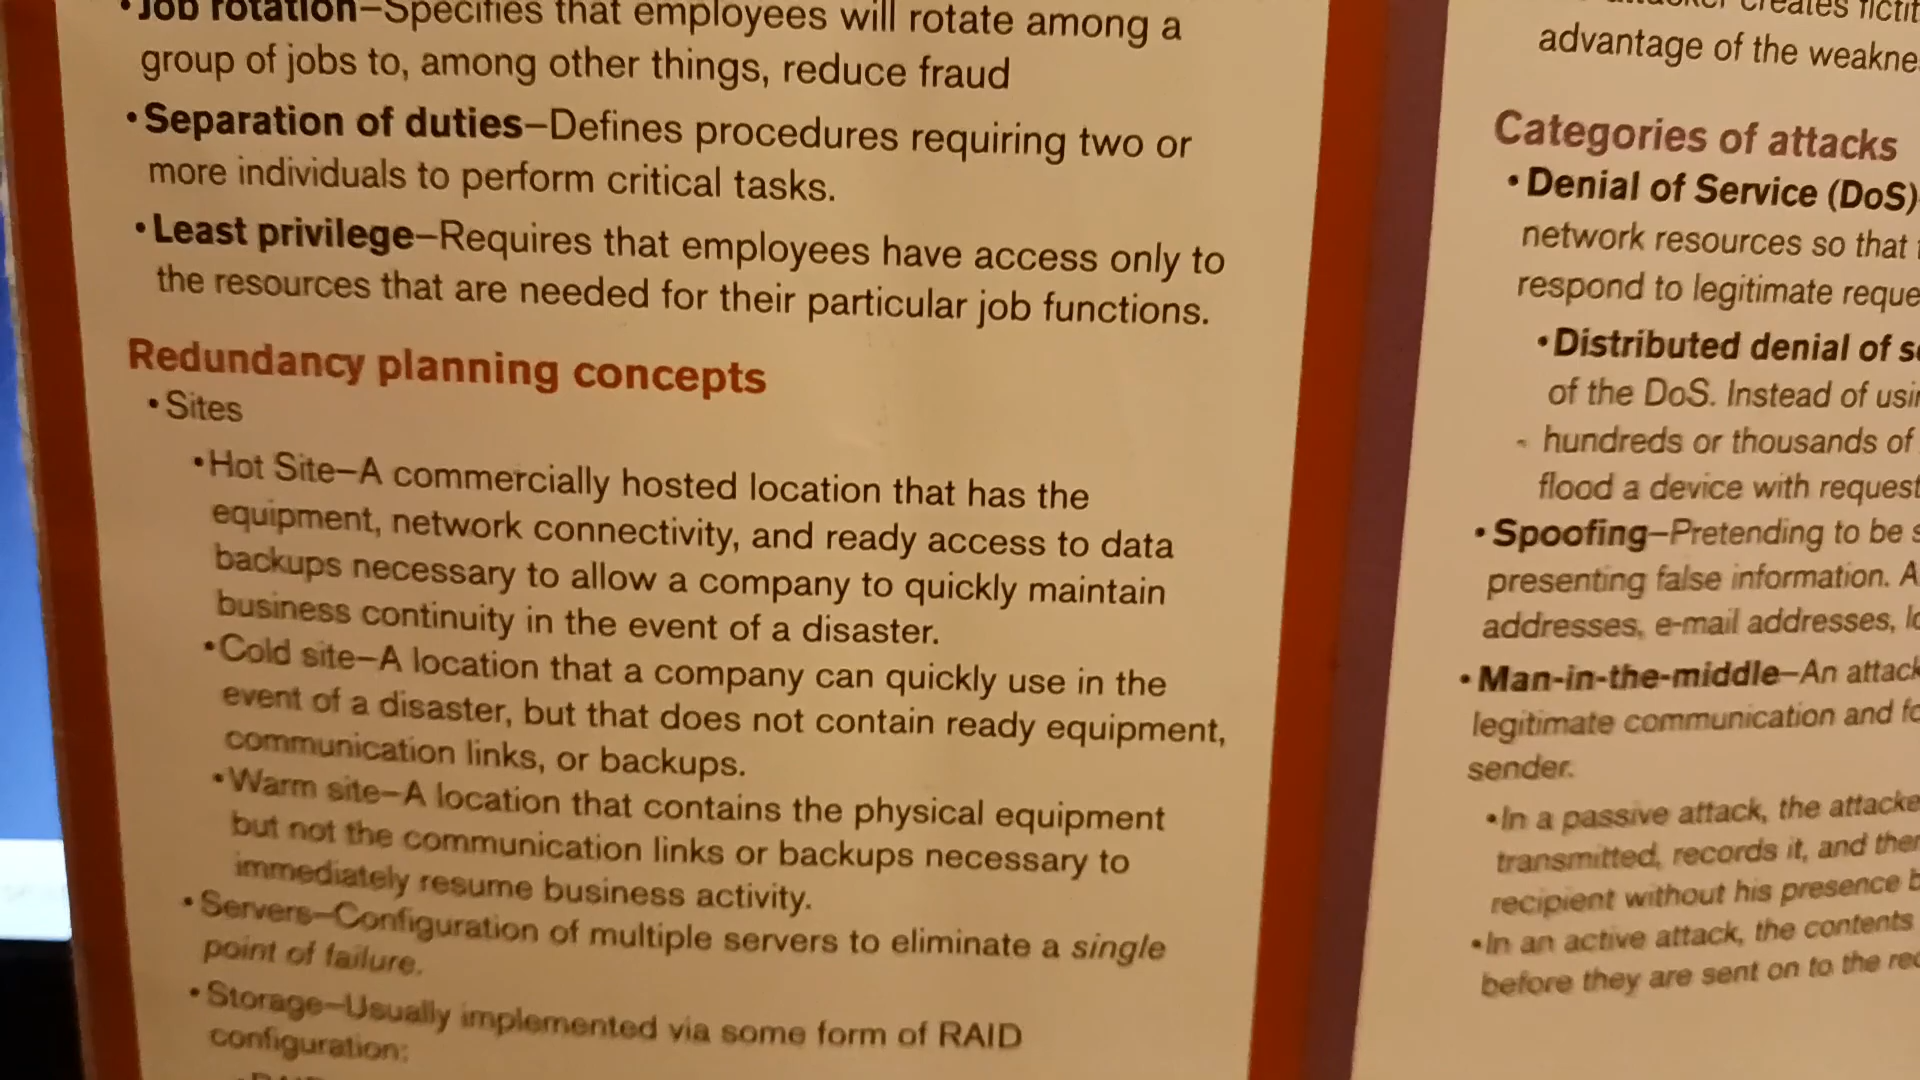 •Job rotation–Specifies that employees will rotate among a
group of jobs to, among other things, reduce fraud
•Separation of duties–Defines procedures requiring two or
more individuals to perform critical tasks.
•Least privilege–Requires that employees have access only to
the resources that are needed for their particular job functions.
Redundancy planning concepts
•Sites
•Hot Site–A commercially hosted location that has the
equipment, network connectivity, and ready access to data
backups necessary to allow a company to quickly maintain
business continuity in the event of a disaster.
•Cold site–A location that a company can quickly use in the
event of a disaster, but that does not contain ready equipment,
communication links, or backups.
•Warm site–A location that contains the physical equipment
but not the communication links or backups necessary to
immediately resume business activity.
•Servers–Configuration of multiple servers to eliminate a single
point of failure.
•Storage–Usually implemented via some form of RAID
configuration:
creates
advantage of the
Categories of attacks
•Denial of Service (DoS)
network resources so that
respond to legitimate
•Distributed denial of
of the DoS. Instead of
hundreds or thousands of
flood a device with
•Spoofing–Pretending to be
presenting false information.
addresses, e-mail addresses,
•Man-in-the-middle–An
legitimate communication and
sender.
•In a passive attack, the
transmitted, records it, and
recipient without his presence
•In an active attack, the contents
before they are sent on to the